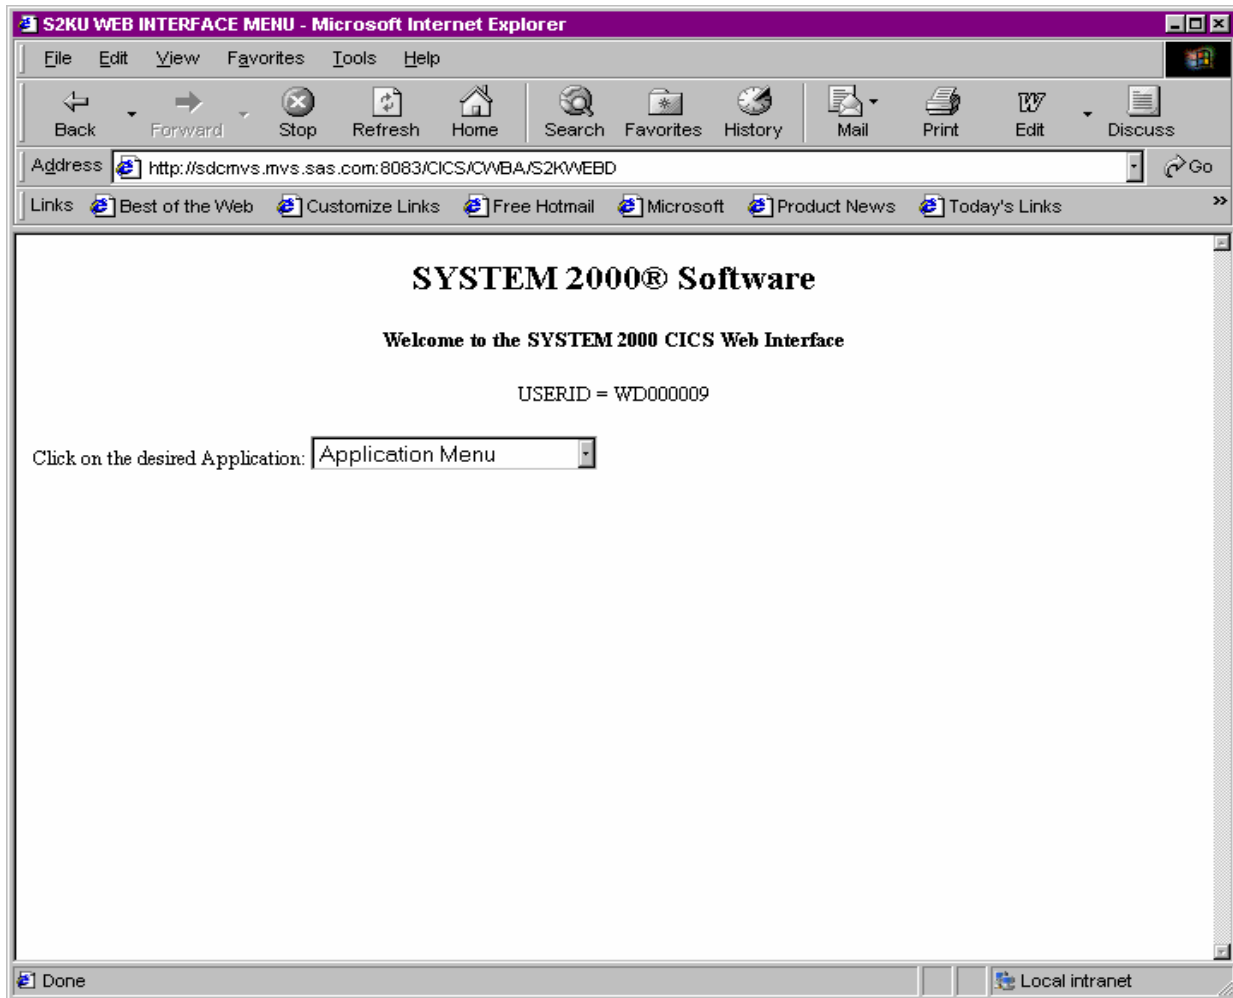 S2KU WEB INTERFACE MENU - Microsoft Internet Explorer
File Edit View Favorites Tools Help
Back Forward Stop Refresh Home Search Favorites History Mail Print Edit Discuss
Address http://sdcmvs.mvs.sas.com:8083/CICS/CWBA/S2KWEBD Go
Links Best of the Web Customize Links Free Hotmail Microsoft Product News Today's Links »
SYSTEM 2000® Software
Welcome to the SYSTEM 2000 CICS Web Interface
USERID = WD000009
Click on the desired Application: Application Menu
Done Local intranet